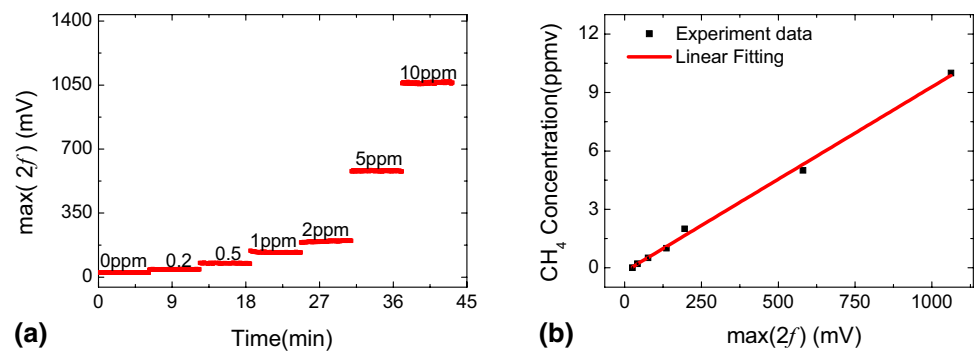 1400
1050
700
350
0
max( 2f ) (mV)
0ppm
0.2
0.5
1ppm
2ppm
5ppm
10ppm
0 9 18 27 36 45
Time(min)
(a)
12
9
6
3
0
CH₄ Concentration(ppmv)
Experiment data
Linear Fitting
0 250 500 750 1000
max(2f ) (mV)
(b)